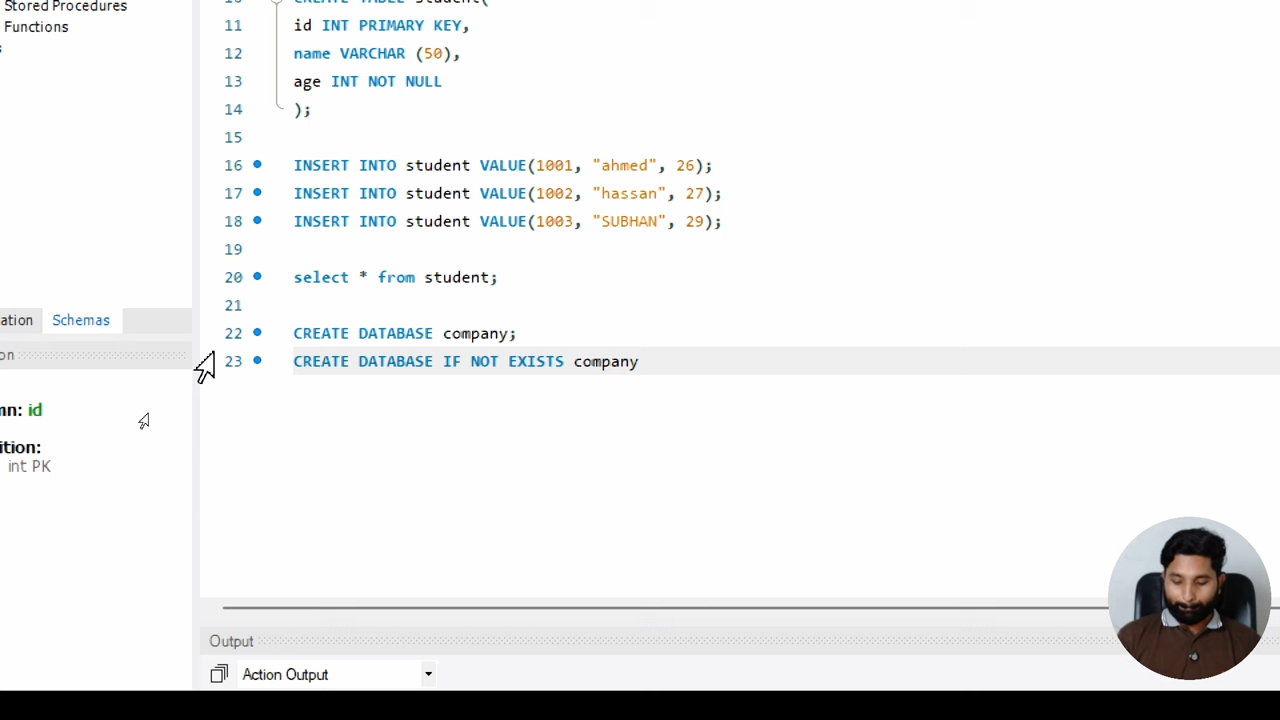 Stored Procedures
Functions
11 id INT PRIMARY KEY,
12 name VARCHAR (50),
13 age INT NOT NULL
14 );
15
16 INSERT INTO student VALUE(1001, "ahmed", 26);
17 INSERT INTO student VALUE(1002, "hassan", 27);
18 INSERT INTO student VALUE(1003, "SUBHAN", 29);
19
20 select * from student;
21
22 CREATE DATABASE company;
23 CREATE DATABASE IF NOT EXISTS company
ation Schemas
on
mn: id
ition:
int PK
Output
Action Output